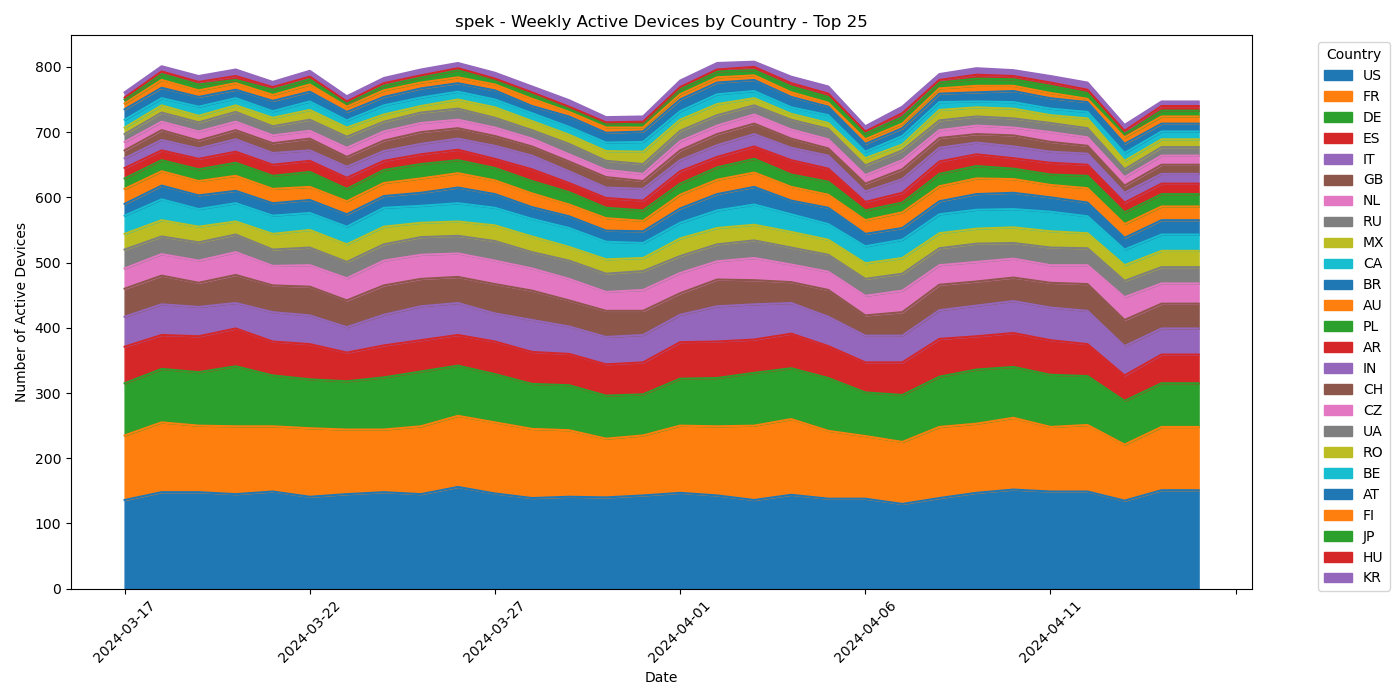 spek - Weekly Active Devices by Country - Top 25
Number of Active Devices
800
700
600
500
400
300
200
100
0
2024-03-17
2024-03-22
2024-03-27
2024-04-01
2024-04-06
2024-04-11
Date
Country
US
FR
DE
ES
IT
GB
NL
RU
MX
CA
BR
AU
PL
AR
IN
CH
CZ
UA
RO
BE
AT
FI
JP
HU
KR